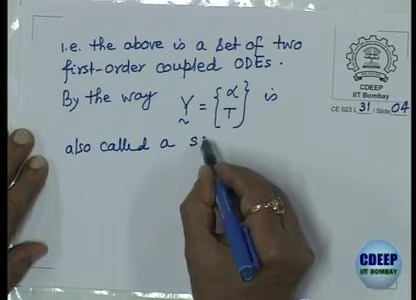 i.e. the above is a set of two
first-order coupled ODEs.
By the way Y = { α T } is
~
also called a s
CDEEP
IIT Bombay
CE 623 L 31 / Slide 04
CDEEP
IIT BOMBAY